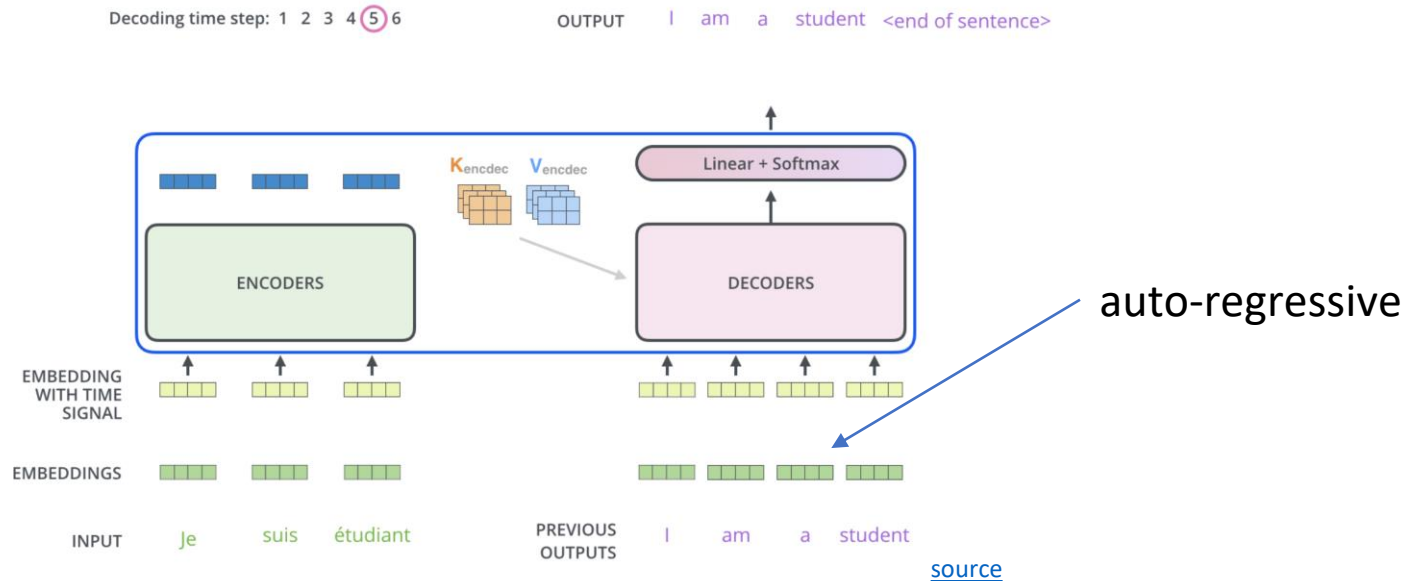 Decoding time step: 1 2 3 4 5 6
OUTPUT I am a student <end of sentence>
Kencdec Vencdec
Linear + Softmax
ENCODERS
DECODERS
auto-regressive
EMBEDDING
WITH TIME
SIGNAL
EMBEDDINGS
INPUT Je suis étudiant
PREVIOUS
OUTPUTS
I am a student
source